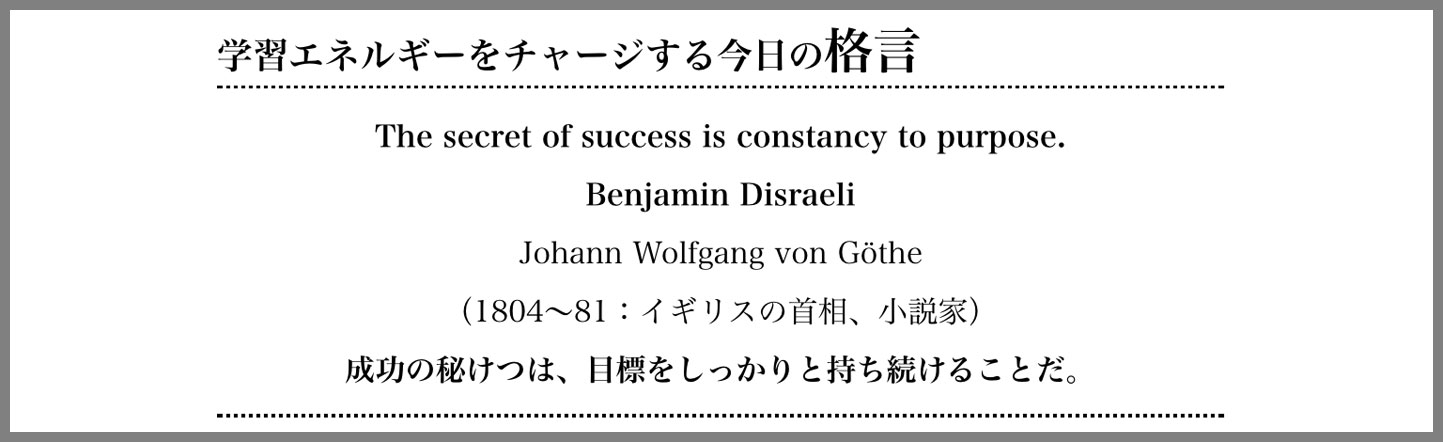 学習エネルギーをチャージする今日の格言
The secret of success is constancy to purpose.
Benjamin Disraeli
Johann Wolfgang von Göthe
（1804〜81：イギリスの首相、小説家）
成功の秘けつは、目標をしっかりと持ち続けることだ。